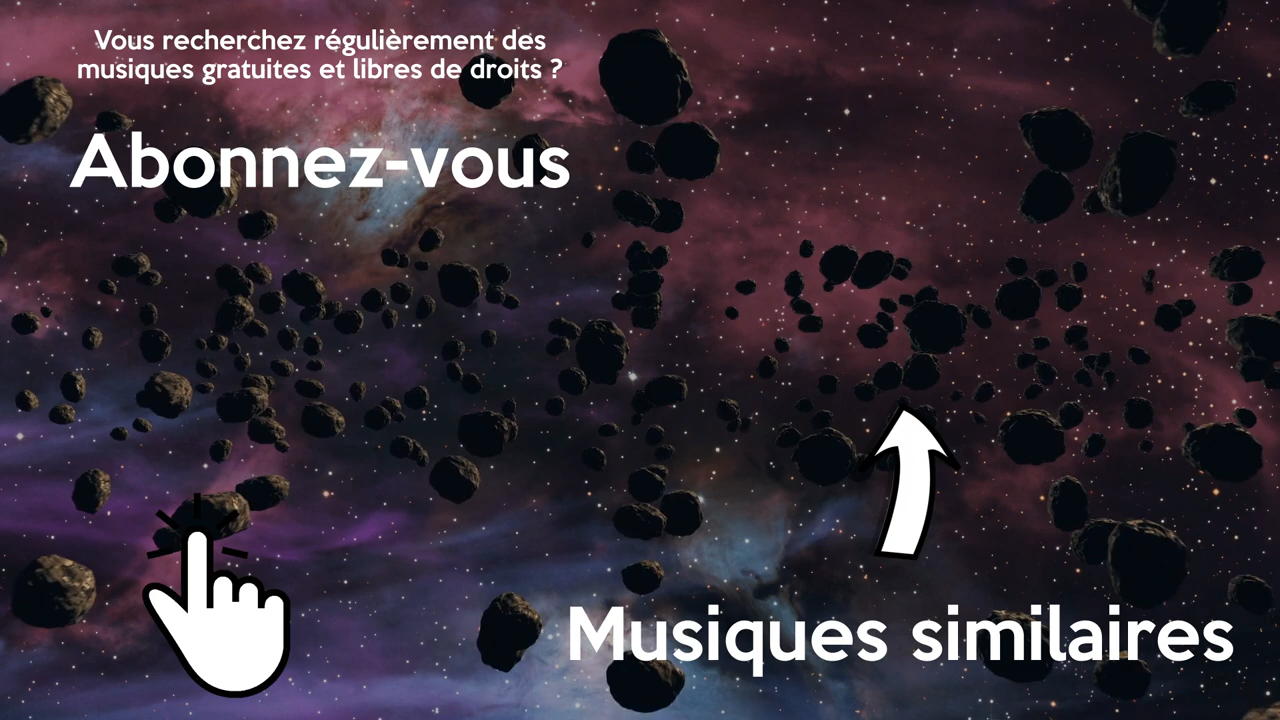 Vous recherchez régulièrement des
musiques gratuites et libres de droits ?
Abonnez-vous
Musiques similaires